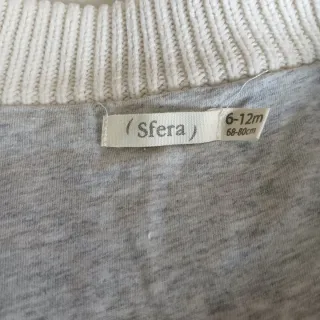 ( Sfera )
6-12m
68-80cm